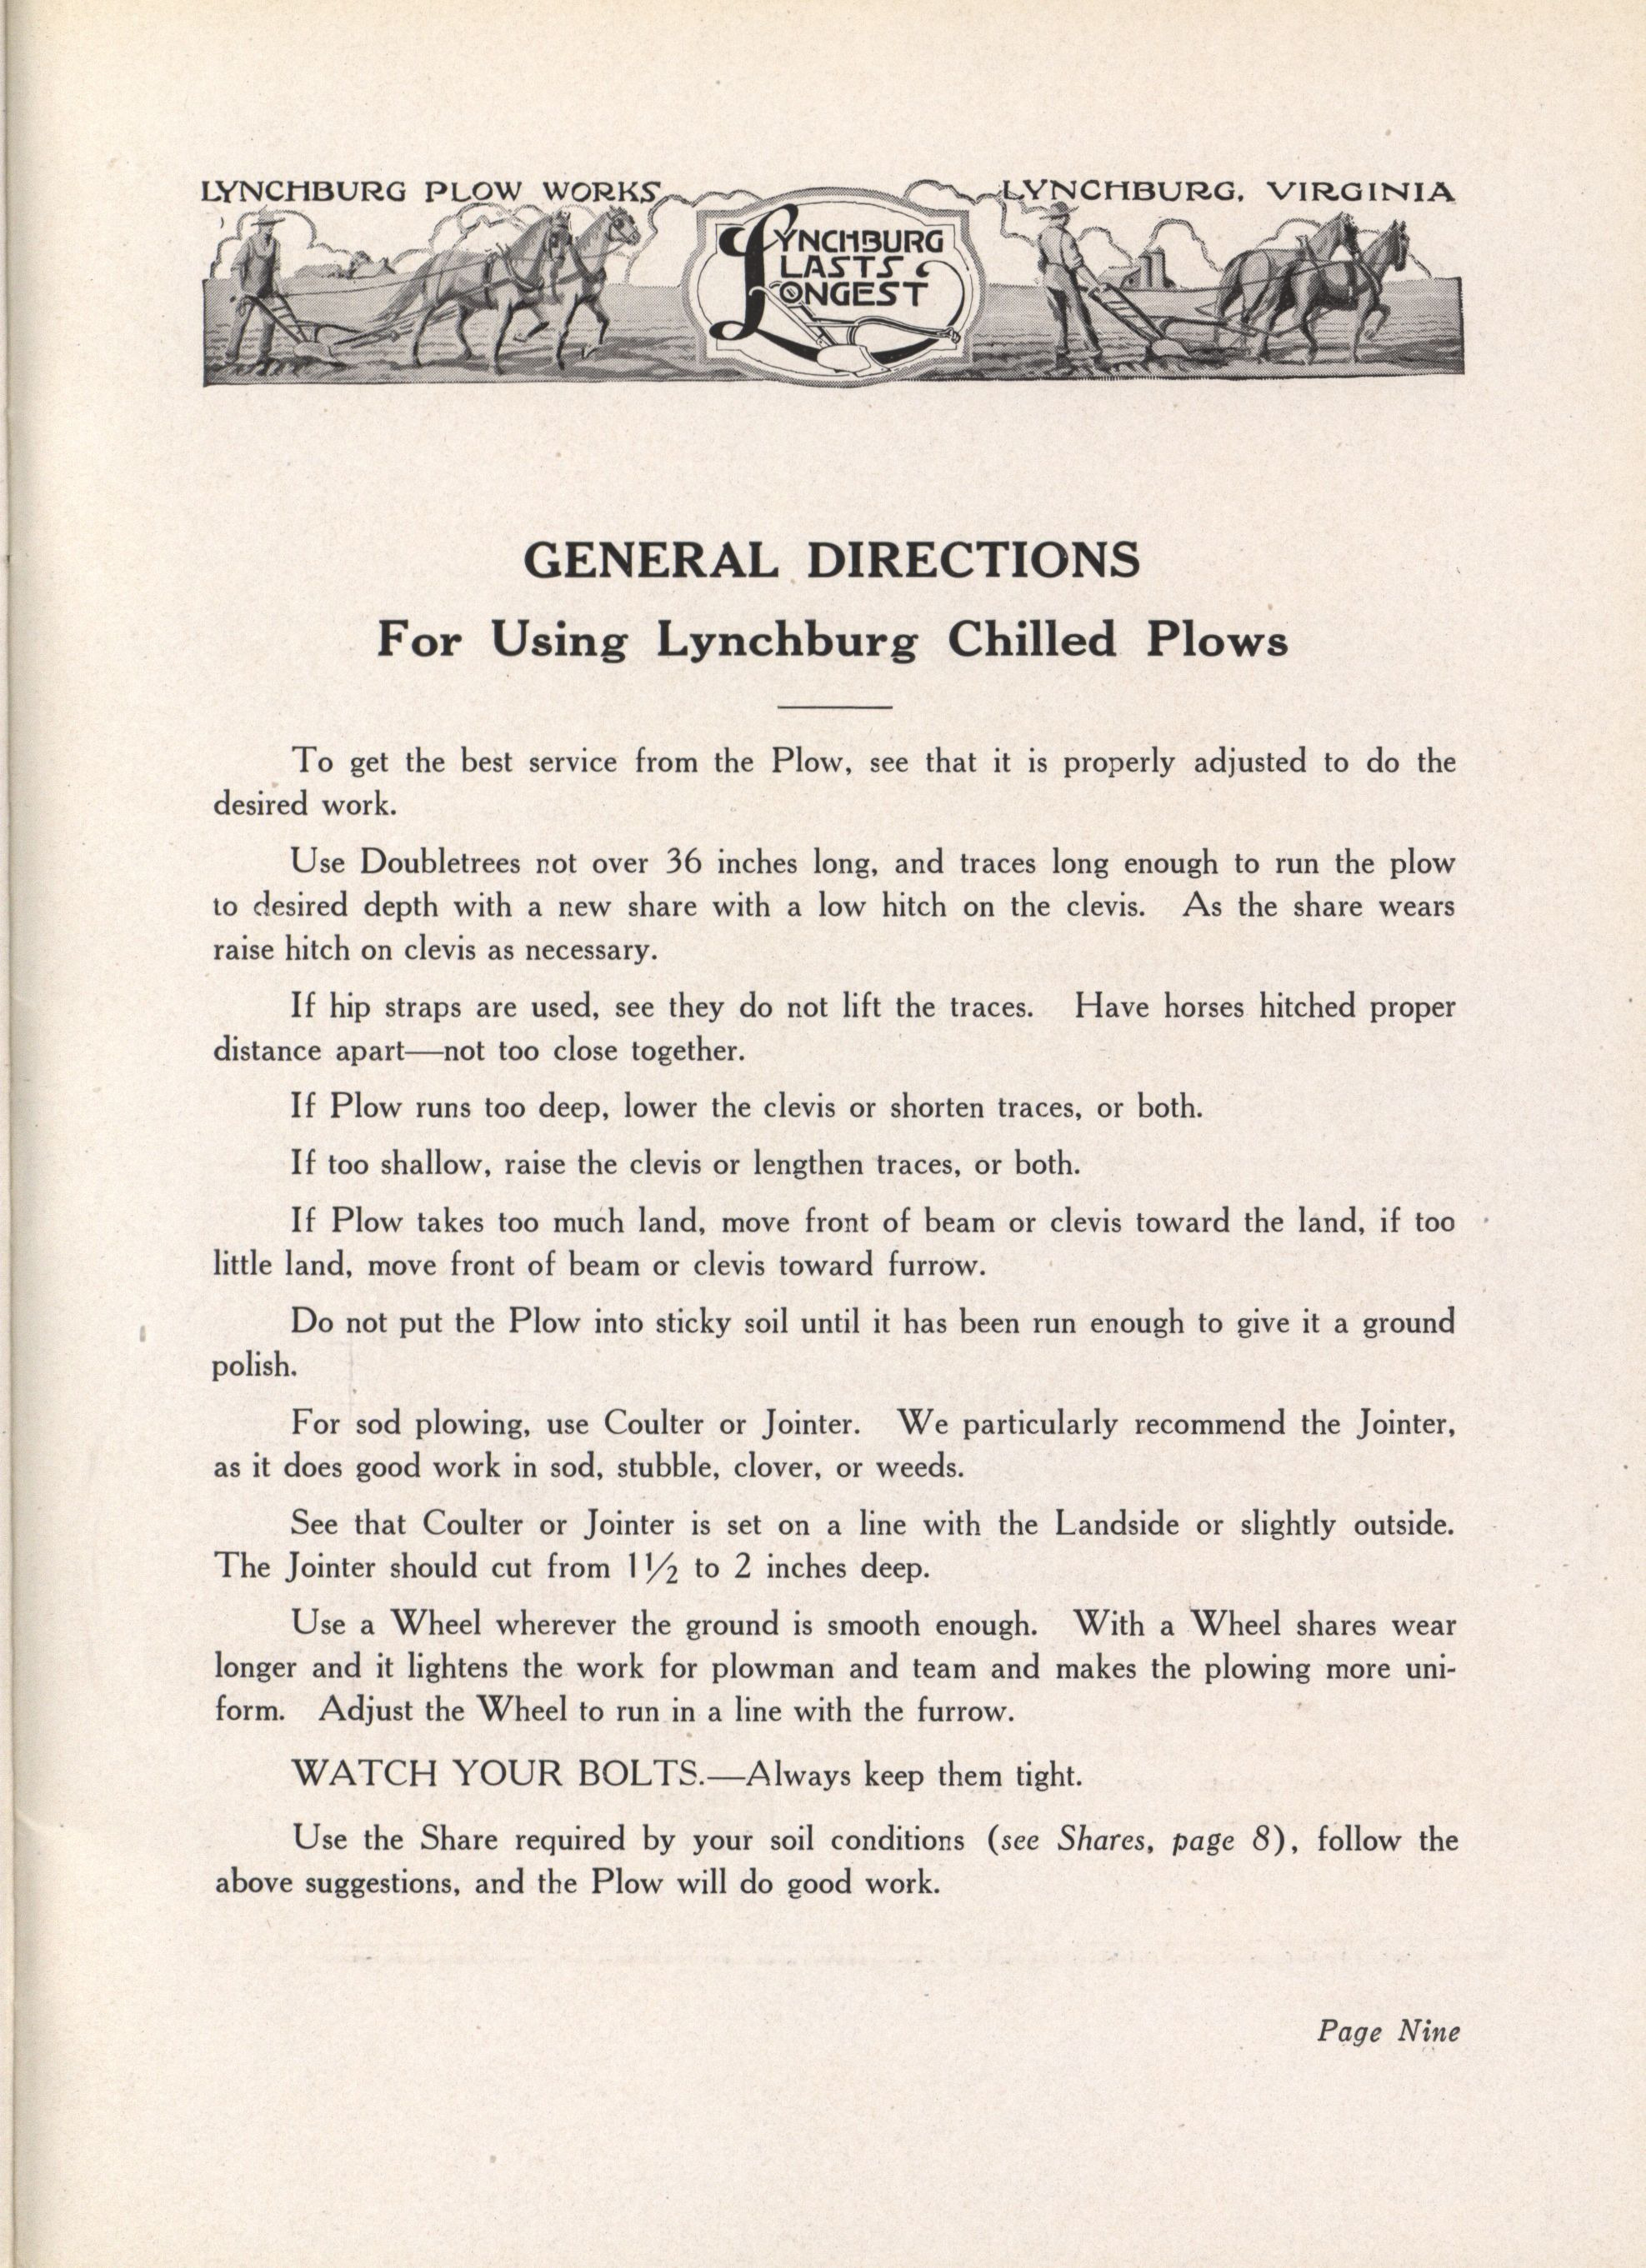 LYNCHBURG PLOW WORKS
LYNCHBURG, VIRGINIA
LYNCHBURG
LASTS
LONGEST
GENERAL DIRECTIONS
For Using Lynchburg Chilled Plows
To get the best service from the Plow, see that it is properly adjusted to do the
desired work.
Use Doubletrees not over 36 inches long, and traces long enough to run the plow
to desired depth with a new share with a low hitch on the clevis. As the share wears
raise hitch on clevis as necessary.
If hip straps are used, see they do not lift the traces. Have horses hitched proper
distance apart—not too close together.
If Plow runs too deep, lower the clevis or shorten traces, or both.
If too shallow, raise the clevis or lengthen traces, or both.
If Plow takes too much land, move front of beam or clevis toward the land, if too
little land, move front of beam or clevis toward furrow.
Do not put the Plow into sticky soil until it has been run enough to give it a ground
polish.
For sod plowing, use Coulter or Jointer. We particularly recommend the Jointer,
as it does good work in sod, stubble, clover, or weeds.
See that Coulter or Jointer is set on a line with the Landside or slightly outside.
The Jointer should cut from 1½ to 2 inches deep.
Use a Wheel wherever the ground is smooth enough. With a Wheel shares wear
longer and it lightens the work for plowman and team and makes the plowing more uni-
form. Adjust the Wheel to run in a line with the furrow.
WATCH YOUR BOLTS.—Always keep them tight.
Use the Share required by your soil conditions (see Shares, page 8), follow the
above suggestions, and the Plow will do good work.
Page Nine